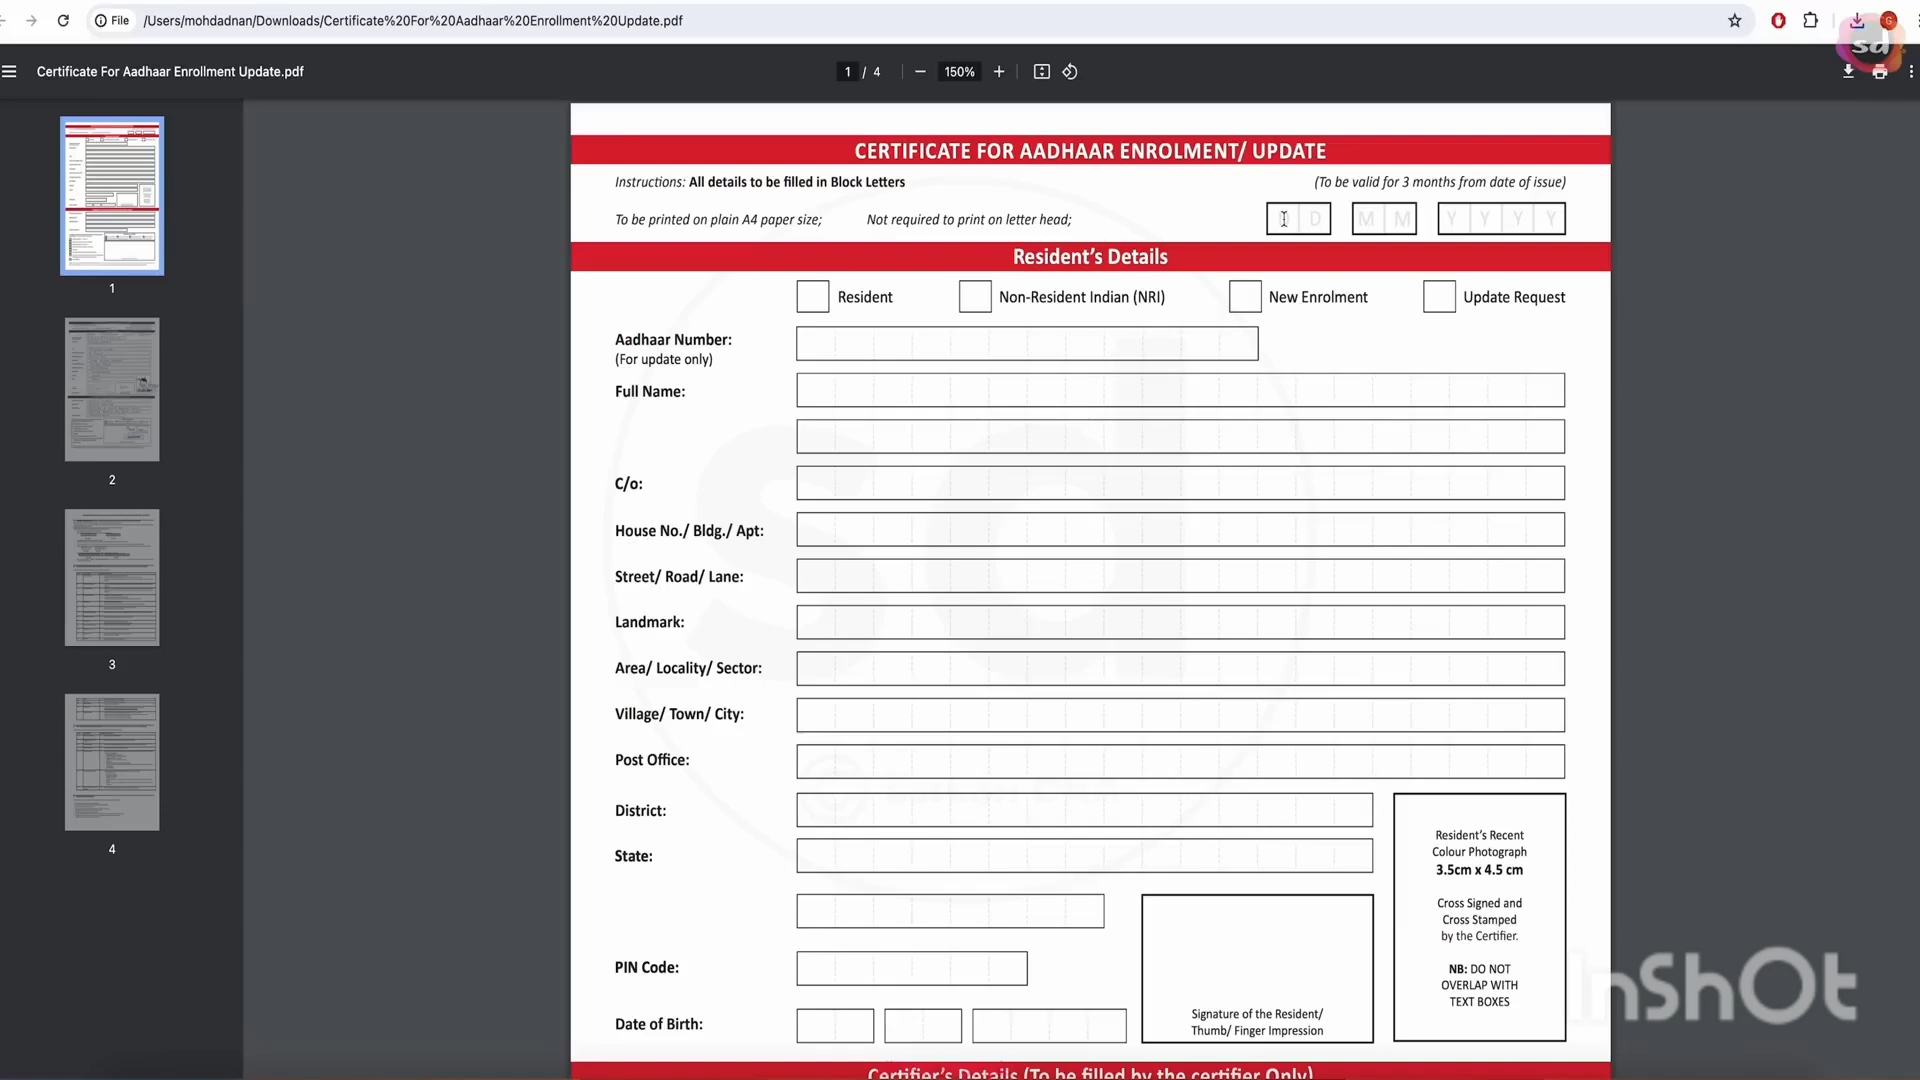 File /Users/mohdadnan/Downloads/Certificate%20For%20Aadhaar%20Enrollment%20Update.pdf
G
sd
Certificate For Aadhaar Enrollment Update.pdf
1 / 4
150%
CERTIFICATE FOR AADHAAR ENROLMENT/ UPDATE
Instructions: All details to be filled in Block Letters
(To be valid for 3 months from date of issue)
To be printed on plain A4 paper size; Not required to print on letter head;
D D M M Y Y Y Y
Resident's Details
Resident
Non-Resident Indian (NRI)
New Enrolment
Update Request
Aadhaar Number:
(For update only)
Full Name:
C/o:
House No./ Bldg./ Apt:
Street/ Road/ Lane:
Landmark:
Area/ Locality/ Sector:
Village/ Town/ City:
Post Office:
District:
State:
PIN Code:
Date of Birth:
Signature of the Resident/
Thumb/ Finger Impression
Resident's Recent
Colour Photograph
3.5cm x 4.5 cm
Cross Signed and
Cross Stamped
by the Certifier.
NB: DO NOT
OVERLAP WITH
TEXT BOXES
Certifier's Details (To be filled by the certifier Only)
1
2
3
4
sd
InShOt